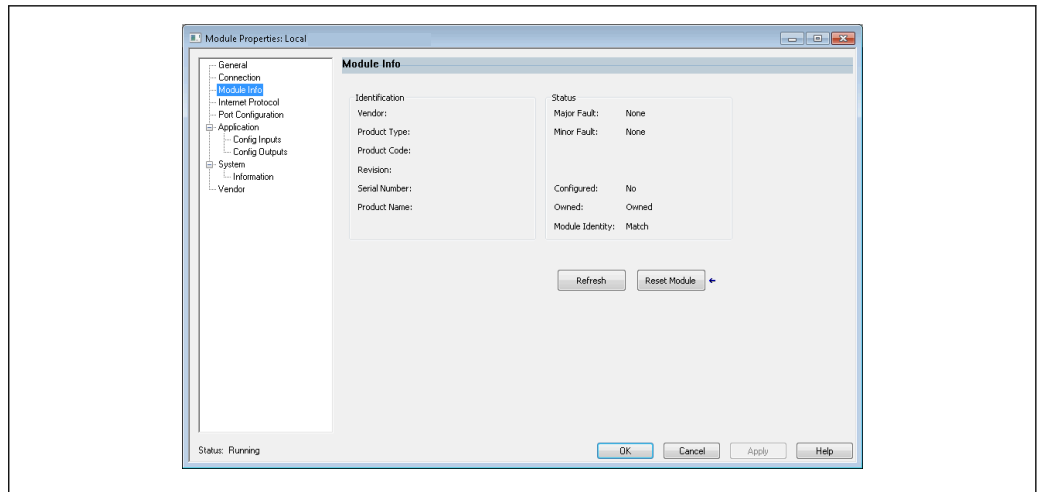 Module Properties: Local
General
Connection
Module Info
Internet Protocol
Port Configuration
Application
Config Inputs
Config Outputs
System
Information
Vendor
Module Info
Identification
Vendor:
Product Type:
Product Code:
Revision:
Serial Number:
Product Name:
Status
Major Fault: None
Minor Fault: None
Configured: No
Owned: Owned
Module Identity: Match
Refresh Reset Module ←
Status: Running
OK Cancel Apply Help